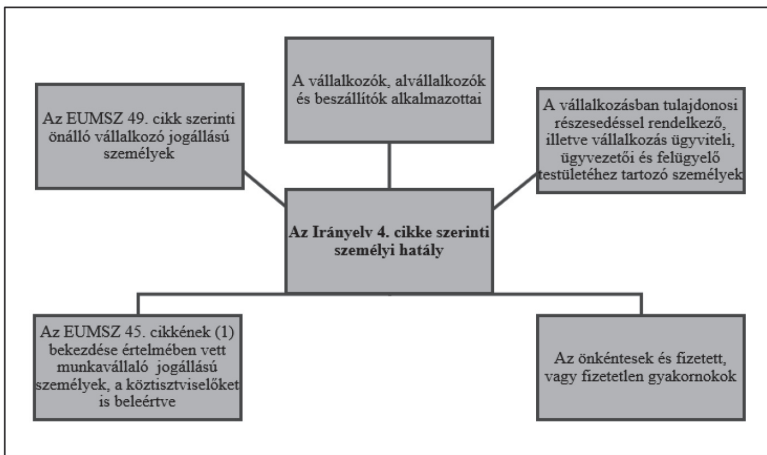 A vállalkozók, alvállalkozók
és beszállítók alkalmazottai
Az EUMSZ 49. cikk szerinti
önálló vállalkozó jogállású
személyek
A vállalkozásban tulajdonosi
részesedéssel rendelkező,
illetve vállalkozás ügyviteli,
ügyvezetői és felügyelő
testületéhez tartozó személyek
Az Irányelv 4. cikke szerinti
személyi hatály
Az EUMSZ 45. cikkének (1)
bekezdése értelmében vett
munkavállaló jogállású
személyek, a köztisztviselőket
is beleértve
Az önkéntesek és fizetett,
vagy fizetetlen gyakornokok